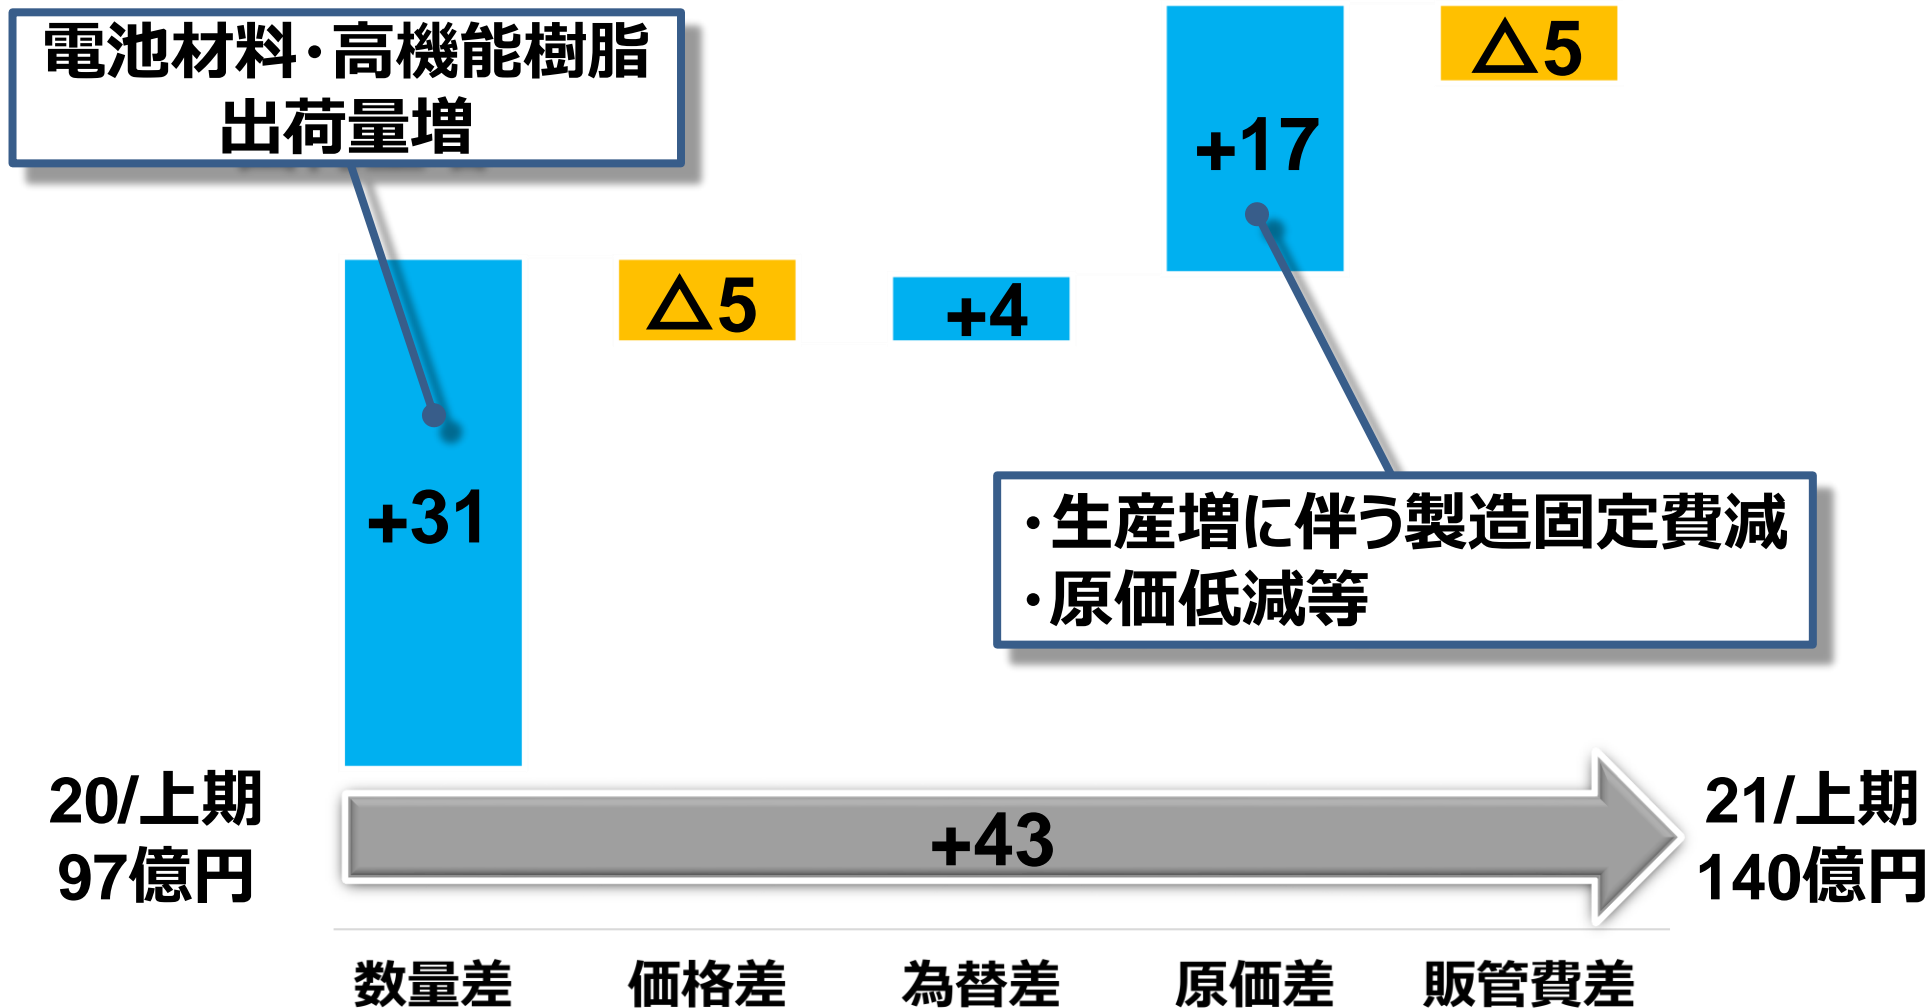 電池材料・高機能樹脂
出荷量増
△5
+17
△5
+4
+31
・生産増に伴う製造固定費減
・原価低減等
20/上期
97億円
+43
21/上期
140億円
数量差
価格差
為替差
原価差
販管費差